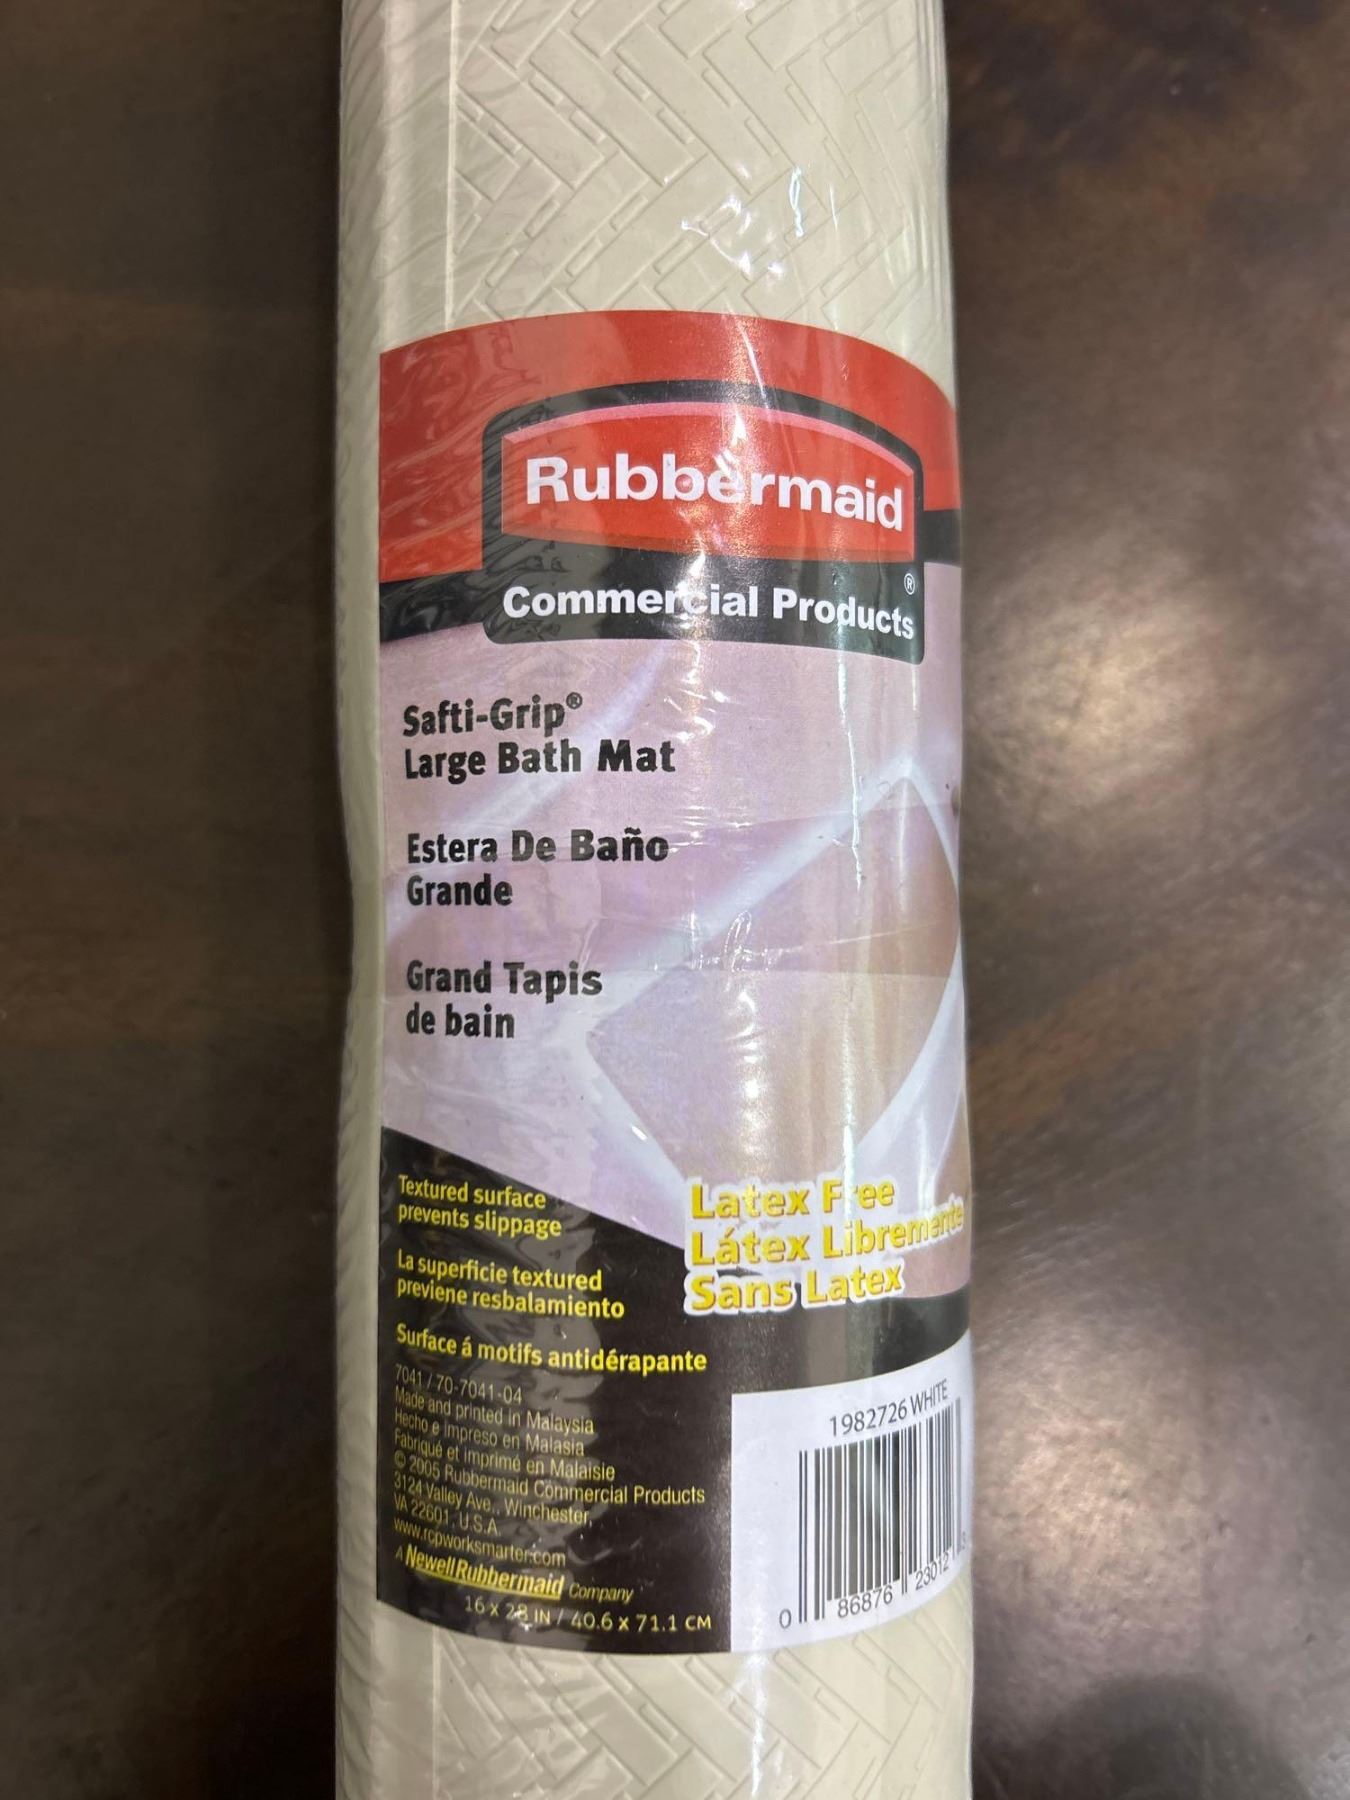 Rubbermaid
Commercial Products®
Safti-Grip®
Large Bath Mat
Estera De Baño
Grande
Grand Tapis
de bain
Textured surface
prevents slippage
La superficie textured
previene resbalamiento
Surface á motifs antidérapante
Latex Free
Látex Libremente
Sans Latex
7041 / 70-7041-04
Made and printed in Malaysia
Hecho e impreso en Malasia
Fabriqué et imprimé en Malaisie
© 2005 Rubbermaid Commercial Products
3124 Valley Ave., Winchester,
VA 22601, U.S.A.
www.rcpworksmarter.com
A Newell Rubbermaid Company
16 x 28 IN / 40.6 x 71.1 CM
1982726 WHITE
0 86876 23012